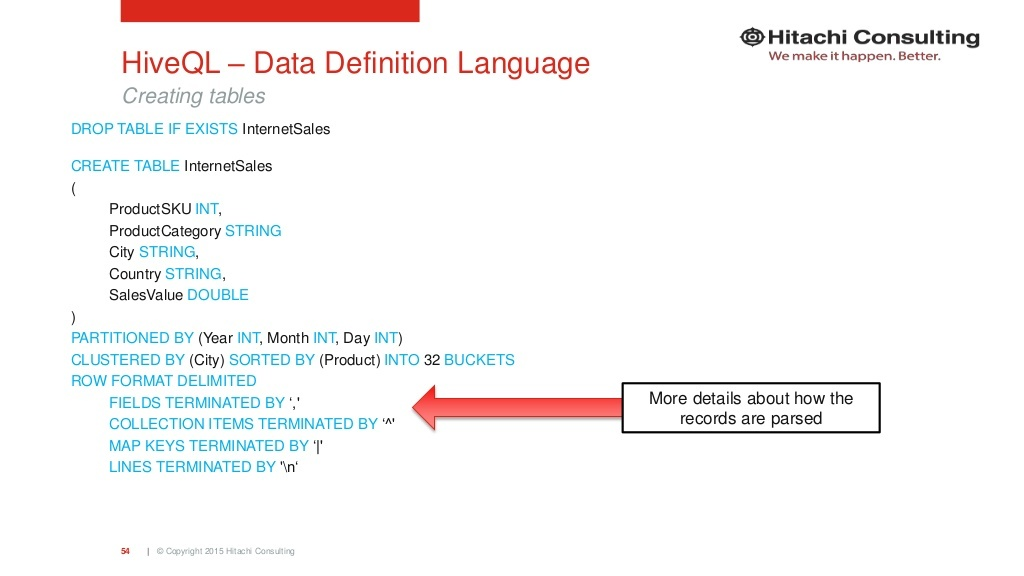 Hitachi Consulting
We make it happen. Better.
HiveQL – Data Definition Language
Creating tables
DROP TABLE IF EXISTS InternetSales
CREATE TABLE InternetSales
(
ProductSKU INT,
ProductCategory STRING
City STRING,
Country STRING,
SalesValue DOUBLE
)
PARTITIONED BY (Year INT, Month INT, Day INT)
CLUSTERED BY (City) SORTED BY (Product) INTO 32 BUCKETS
ROW FORMAT DELIMITED
FIELDS TERMINATED BY ‘,'
COLLECTION ITEMS TERMINATED BY ‘^'
MAP KEYS TERMINATED BY ‘|'
LINES TERMINATED BY '\n‘
More details about how the
records are parsed
54 | © Copyright 2015 Hitachi Consulting